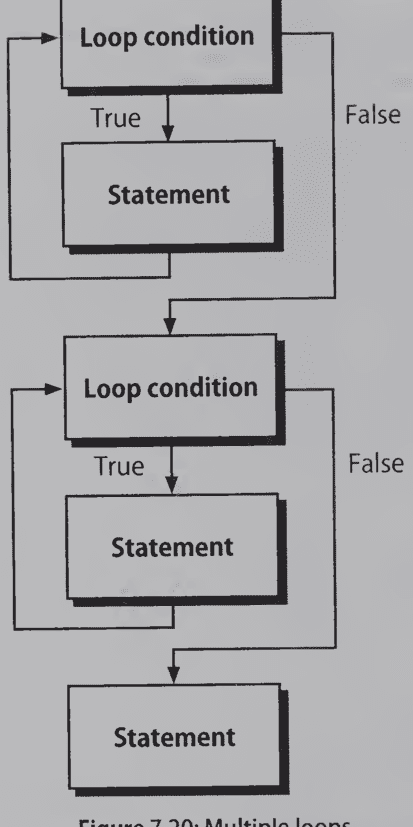 Loop condition
True
False
Statement
Loop condition
True
False
Statement
Statement
Figure 7.20: Multiple loops